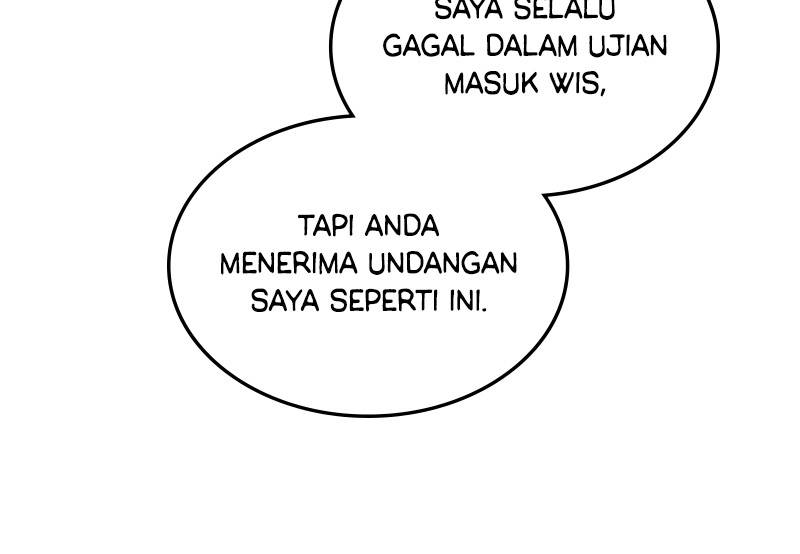 SAYA SELALU
GAGAL DALAM UJIAN
MASUK WIS,
TAPI ANDA
MENERIMA UNDANGAN
SAYA SEPERTI INI.